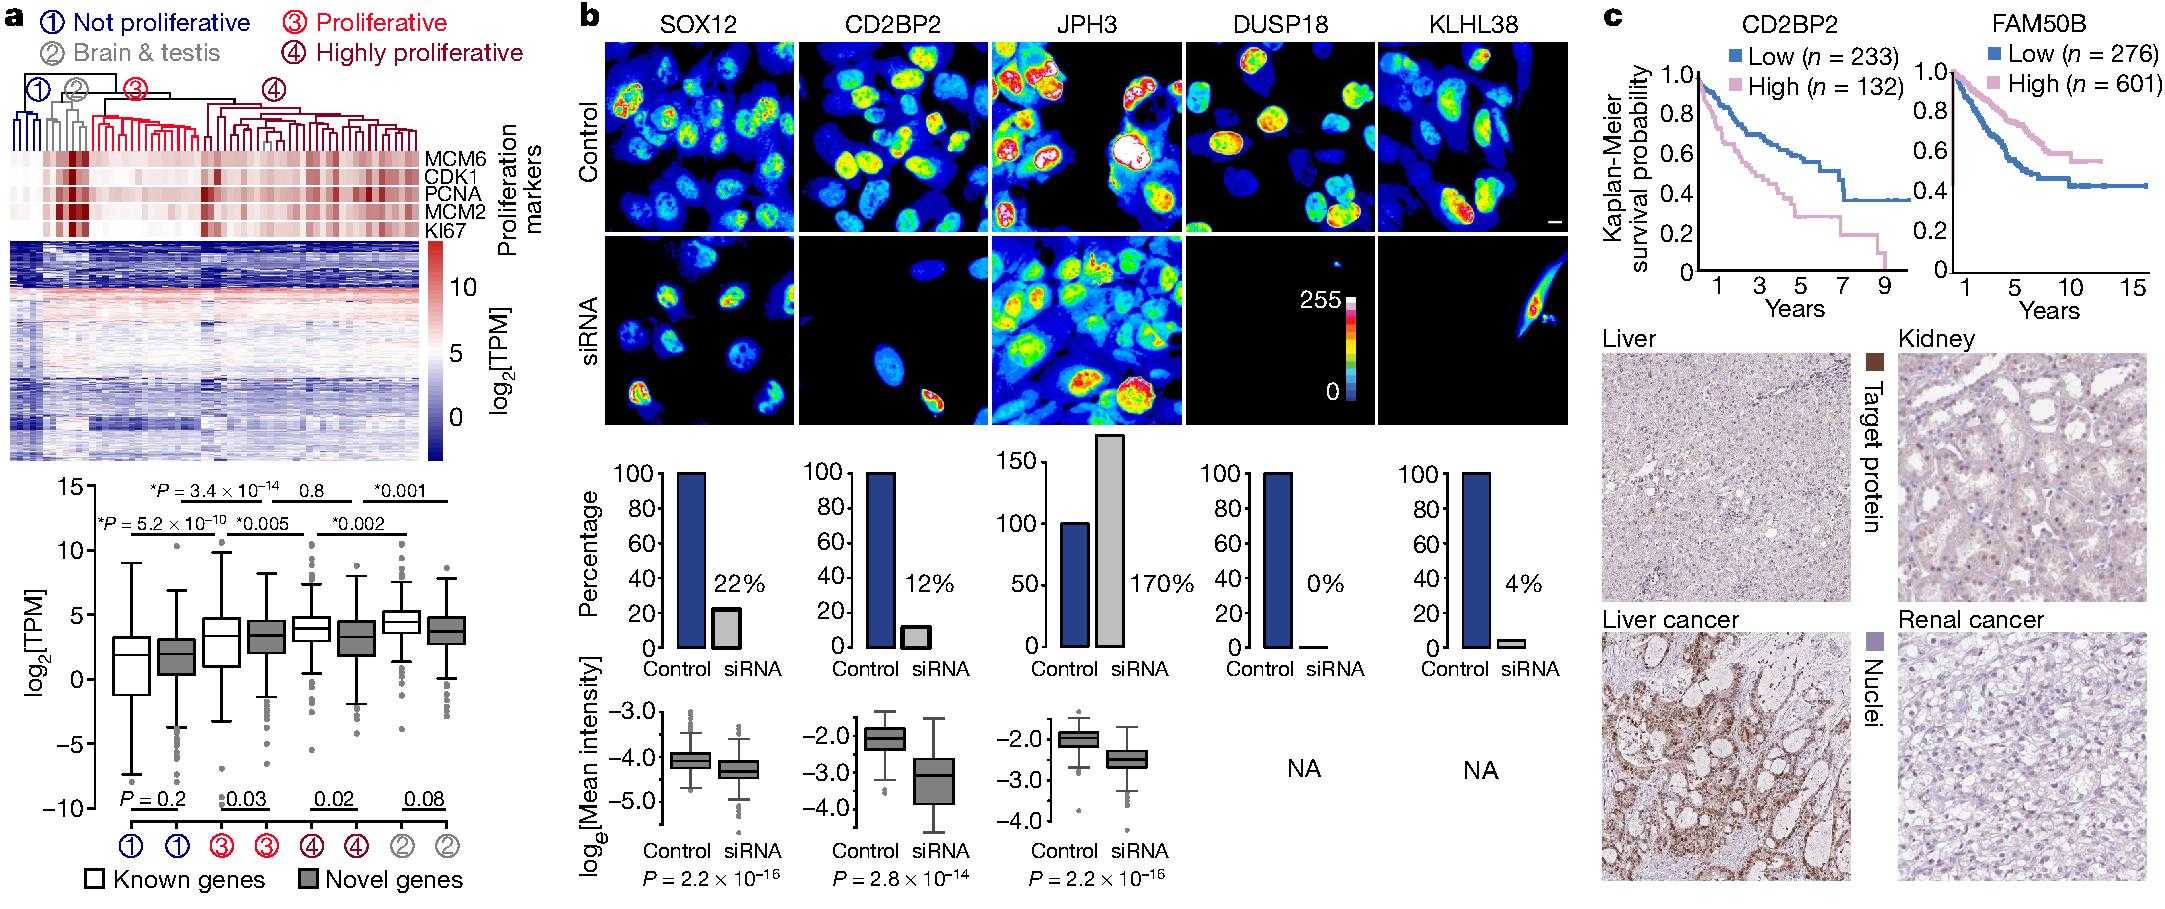 a
① Not proliferative
③ Proliferative
② Brain & testis
④ Highly proliferative
① ② ③ ④
MCM6
CDK1
PCNA
MCM2
KI67
Proliferation
markers
10
5
0
log2[TPM]
15
10
5
0
−5
−10
log2[TPM]
*P = 3.4 × 10−14 0.8 *0.001
*P = 5.2 × 10−10 *0.005 *0.002
P = 0.2 0.03 0.02 0.08
① ① ③ ③ ④ ④ ② ②
Known genes Novel genes
b
SOX12 CD2BP2 JPH3 DUSP18 KLHL38
Control
siRNA
255
0
Percentage
100
80
60
40
20
0
22%
Control siRNA
100
80
60
40
20
0
12%
Control siRNA
150
100
50
0
170%
Control siRNA
100
80
60
40
20
0
0%
Control siRNA
100
80
60
40
20
0
4%
Control siRNA
loge[Mean intensity]
−3.0
−4.0
−5.0
Control siRNA
P = 2.2 × 10−16
−2.0
−3.0
−4.0
Control siRNA
P = 2.8 × 10−14
−2.0
−3.0
−4.0
Control siRNA
P = 2.2 × 10−16
NA
NA
c
CD2BP2
Low (n = 233)
High (n = 132)
Kaplan-Meier
survival probability
1.0
0.8
0.6
0.4
0.2
0
1 3 5 7 9
Years
FAM50B
Low (n = 276)
High (n = 601)
1.0
0.8
0.6
0.4
0.2
0
1 5 10 15
Years
Liver
Kidney
Target protein
Liver cancer
Renal cancer
Nuclei